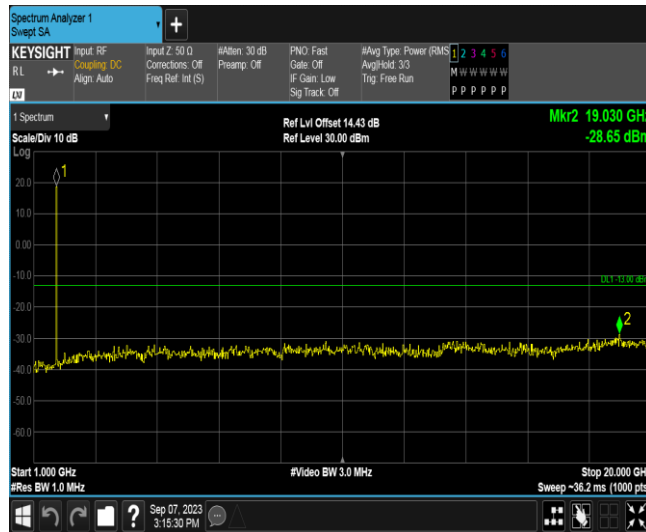 Spectrum Analyzer 1
Swept SA
KEYSIGHT
RL
LXI
Input: RF
Coupling: DC
Align: Auto
Input Z: 50 Ω
Corrections: Off
Freq Ref: Int (S)
#Atten: 30 dB
Preamp: Off
PNO: Fast
Gate: Off
IF Gain: Low
Sig Track: Off
#Avg Type: Power (RMS
Avg|Hold: 3/3
Trig: Free Run
1 2 3 4 5 6
M W W W W W
P P P P P P
1 Spectrum
Scale/Div 10 dB
Log
Ref Lvl Offset 14.43 dB
Ref Level 30.00 dBm
Mkr2 19.030 GHz
-28.65 dBm
1
20.0
10.0
0.00
-10.0
DL1 -13.00 dBm
-20.0
2
-30.0
-40.0
-50.0
-60.0
Start 1.000 GHz
#Res BW 1.0 MHz
#Video BW 3.0 MHz
Stop 20.000 GHz
Sweep ~36.2 ms (1000 pts)
?
Sep 07, 2023
3:15:30 PM